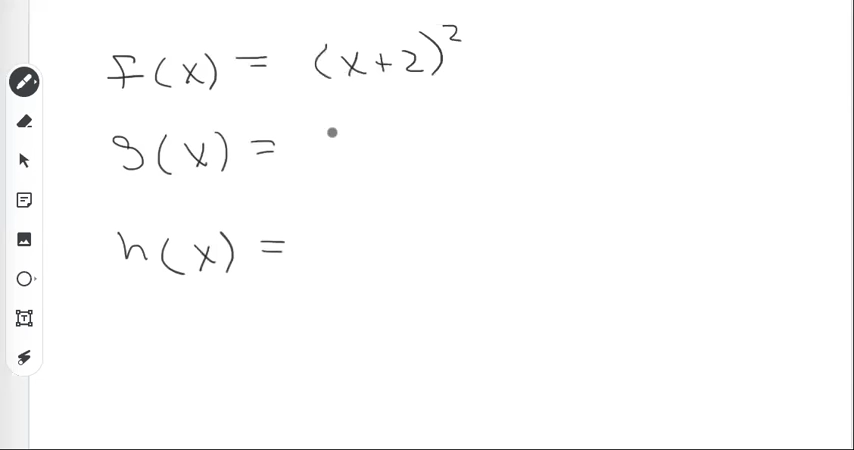 f(x) = (x+2)²
g(x) =
h(x) =